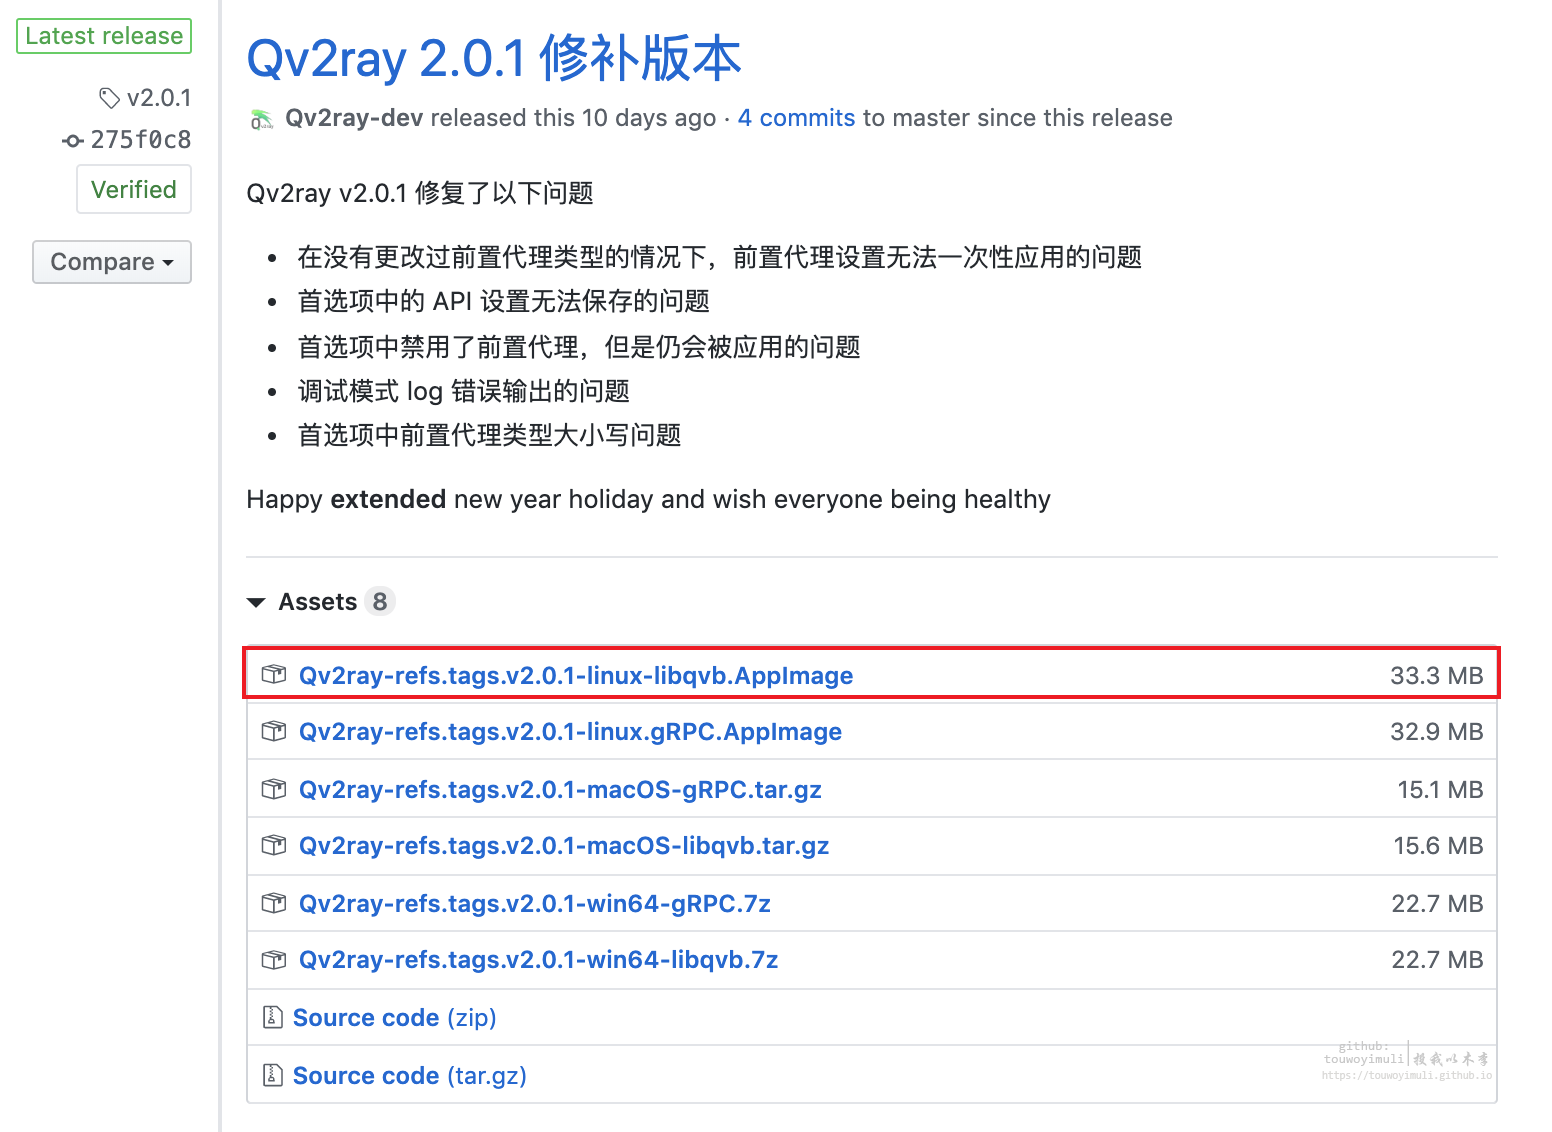 Latest release
v2.0.1
275f0c8
Verified
Compare
Qv2ray 2.0.1 修补版本
Qv2ray-dev released this 10 days ago · 4 commits to master since this release
Qv2ray v2.0.1 修复了以下问题
• 在没有更改过前置代理类型的情况下，前置代理设置无法一次性应用的问题
• 首选项中的 API 设置无法保存的问题
• 首选项中禁用了前置代理，但是仍会被应用的问题
• 调试模式 log 错误输出的问题
• 首选项中前置代理类型大小写问题
Happy extended new year holiday and wish everyone being healthy
Assets 8
Qv2ray-refs.tags.v2.0.1-linux-libqvb.AppImage 33.3 MB
Qv2ray-refs.tags.v2.0.1-linux.gRPC.AppImage 32.9 MB
Qv2ray-refs.tags.v2.0.1-macOS-gRPC.tar.gz 15.1 MB
Qv2ray-refs.tags.v2.0.1-macOS-libqvb.tar.gz 15.6 MB
Qv2ray-refs.tags.v2.0.1-win64-gRPC.7z 22.7 MB
Qv2ray-refs.tags.v2.0.1-win64-libqvb.7z 22.7 MB
Source code (zip)
Source code (tar.gz)
github:
touwoyimuli 投我以木李
https://touwoyimuli.github.io